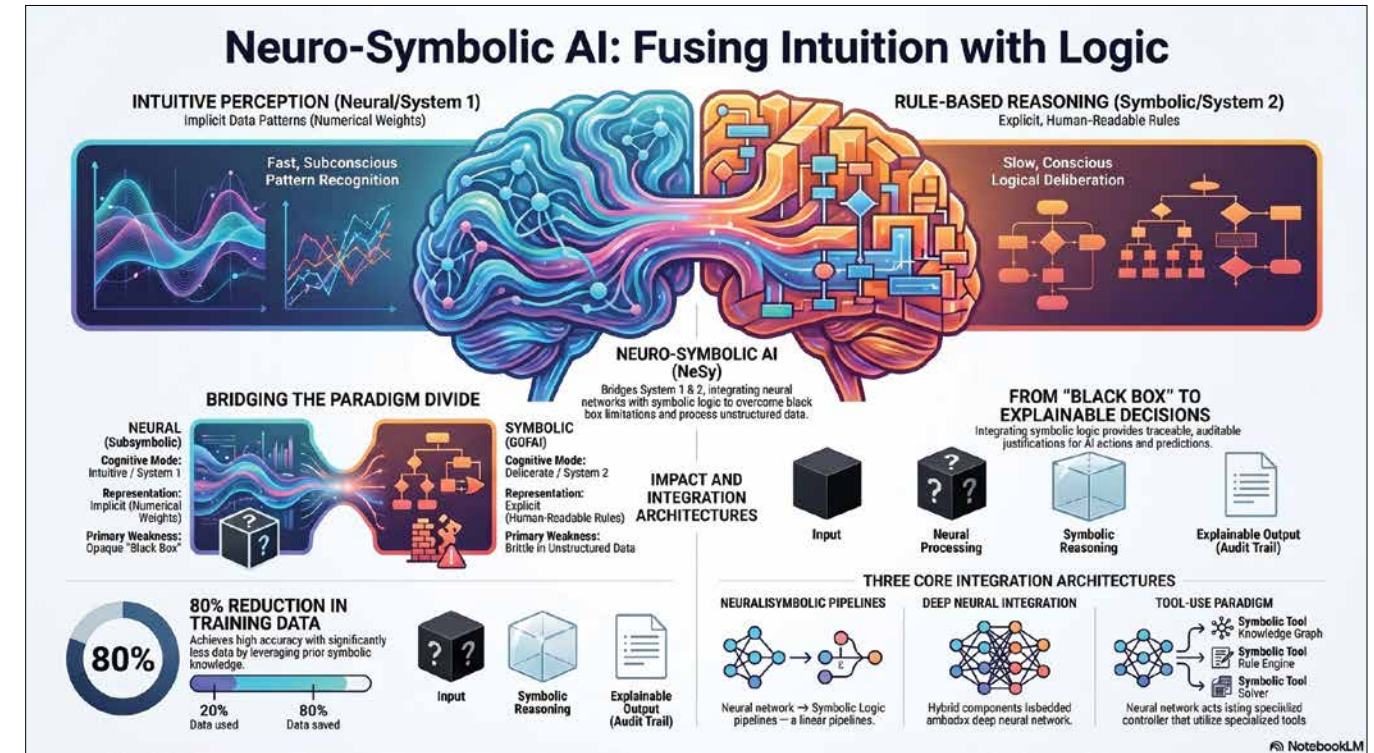 Neuro-Symbolic AI: Fusing Intuition with Logic
INTUITIVE PERCEPTION (Neural/System 1)
Implicit Data Patterns (Numerical Weights)
Fast, Subconscious
Pattern Recognition
RULE-BASED REASONING (Symbolic/System 2)
Explicit, Human-Readable Rules
Slow, Conscious
Logical Deliberation
NEURO-SYMBOLIC AI
(NeSy)
Bridges System 1 & 2, integrating neural
networks with symbolic logic to overcome black
box limitations and process unstructured data.
BRIDGING THE PARADIGM DIVIDE
NEURAL
(Subsymbolic)
Cognitive Mode:
Intuitive / System 1
Representation:
Implicit (Numerical
Weights)
Primary Weakness:
Opaque "Black Box"
?
?
SYMBOLIC
(GOFAI)
Cognitive Mode:
Delicerate / System 2
Representation:
Explicit
(Human-Readable Rules)
Primary Weakness:
Brittle in Unstructured Data
IMPACT AND
INTEGRATION
ARCHITECTURES
FROM "BLACK BOX" TO
EXPLAINABLE DECISIONS
Integrating symbolic logic provides traceable, auditable
justifications for AI actions and predictions.
Input
?
? ?
Neural
Processing
Symbolic
Reasoning
Explainable Output
(Audit Trail)
80%
80% REDUCTION IN
TRAINING DATA
Achieves high accuracy with significantly
less data by leveraging prior symbolic
knowledge.
20%
Data used
80%
Data saved
? ?
Input
Symbolic
Reasoning
Explainable
Output
(Audit Trail)
THREE CORE INTEGRATION ARCHITECTURES
NEURALISYMBOLIC PIPELINES
Neural network → Symbolic Logic
pipelines — a linear pipelines.
DEEP NEURAL INTEGRATION
Hybrid components lisbedded
ambodxx deep neural network.
TOOL-USE PARADIGM
Symbolic Tool
Knowledge Graph
Symbolic Tool
Rule Engine
Symbolic Tool
Solver
Neural network acts isting speciilized
controller that utilize specialized tools
NotebookLM